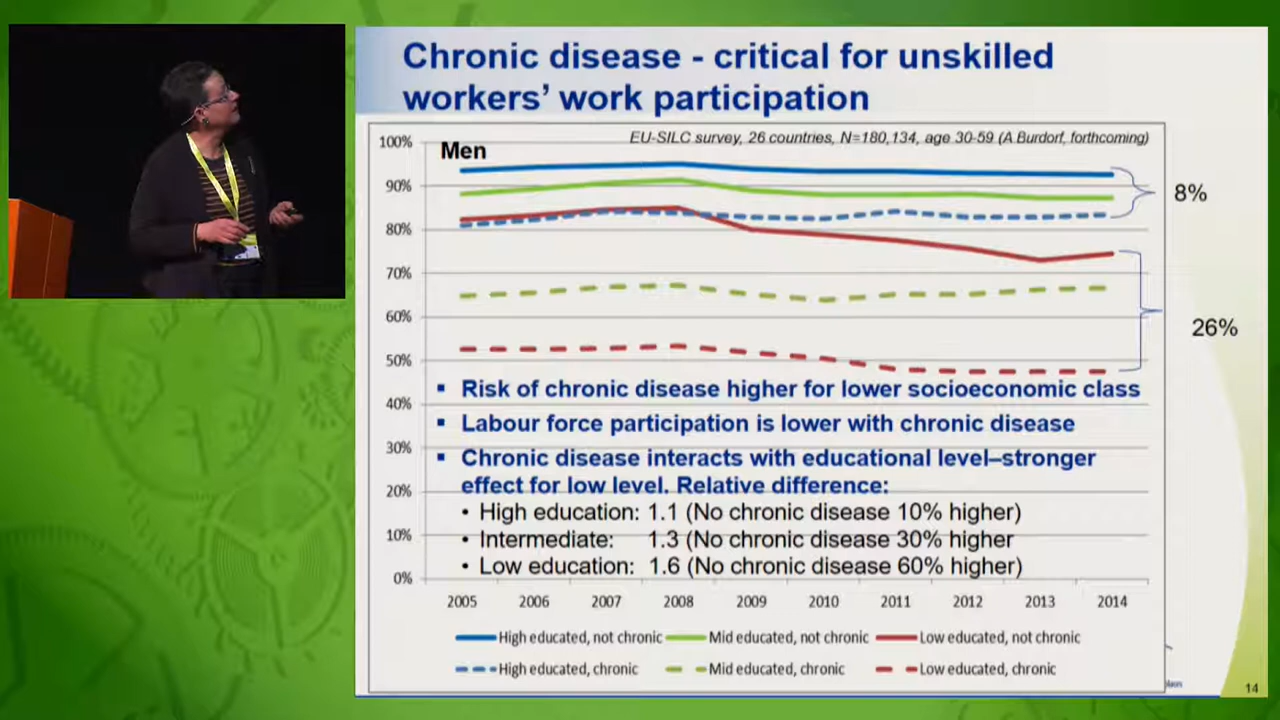 Chronic disease - critical for unskilled
workers' work participation
EU-SILC survey, 26 countries, N=180,134, age 30-59 (A Burdorf, forthcoming)
Men
100%
90%
80%
70%
60%
50%
40%
30%
20%
10%
0%
8%
26%
▪ Risk of chronic disease higher for lower socioeconomic class
▪ Labour force participation is lower with chronic disease
▪ Chronic disease interacts with educational level–stronger
effect for low level. Relative difference:
• High education: 1.1 (No chronic disease 10% higher)
• Intermediate: 1.3 (No chronic disease 30% higher
• Low education: 1.6 (No chronic disease 60% higher)
2005 2006 2007 2008 2009 2010 2011 2012 2013 2014
High educated, not chronic Mid educated, not chronic Low educated, not chronic
High educated, chronic Mid educated, chronic Low educated, chronic
14